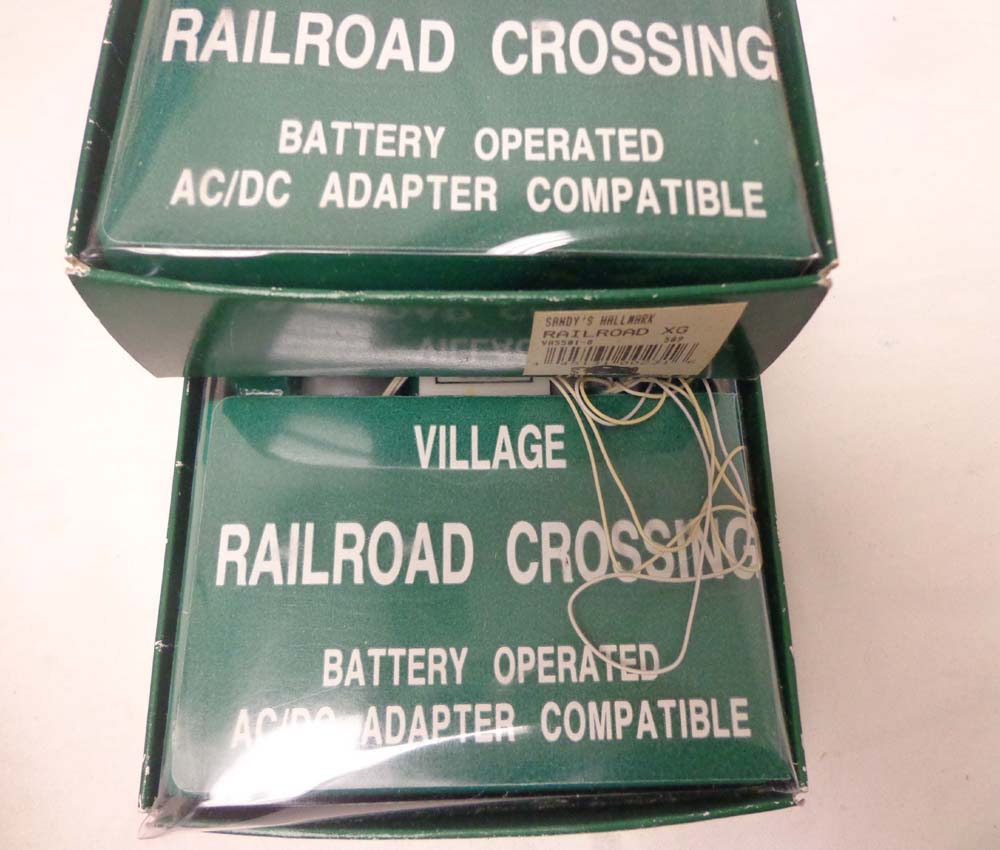 RAILROAD CROSSING
BATTERY OPERATED
AC/DC ADAPTER COMPATIBLE
SANDY'S HALLMARK
RAILROAD XG
589
VILLAGE
RAILROAD CROSSING
BATTERY OPERATED
AC/DC ADAPTER COMPATIBLE